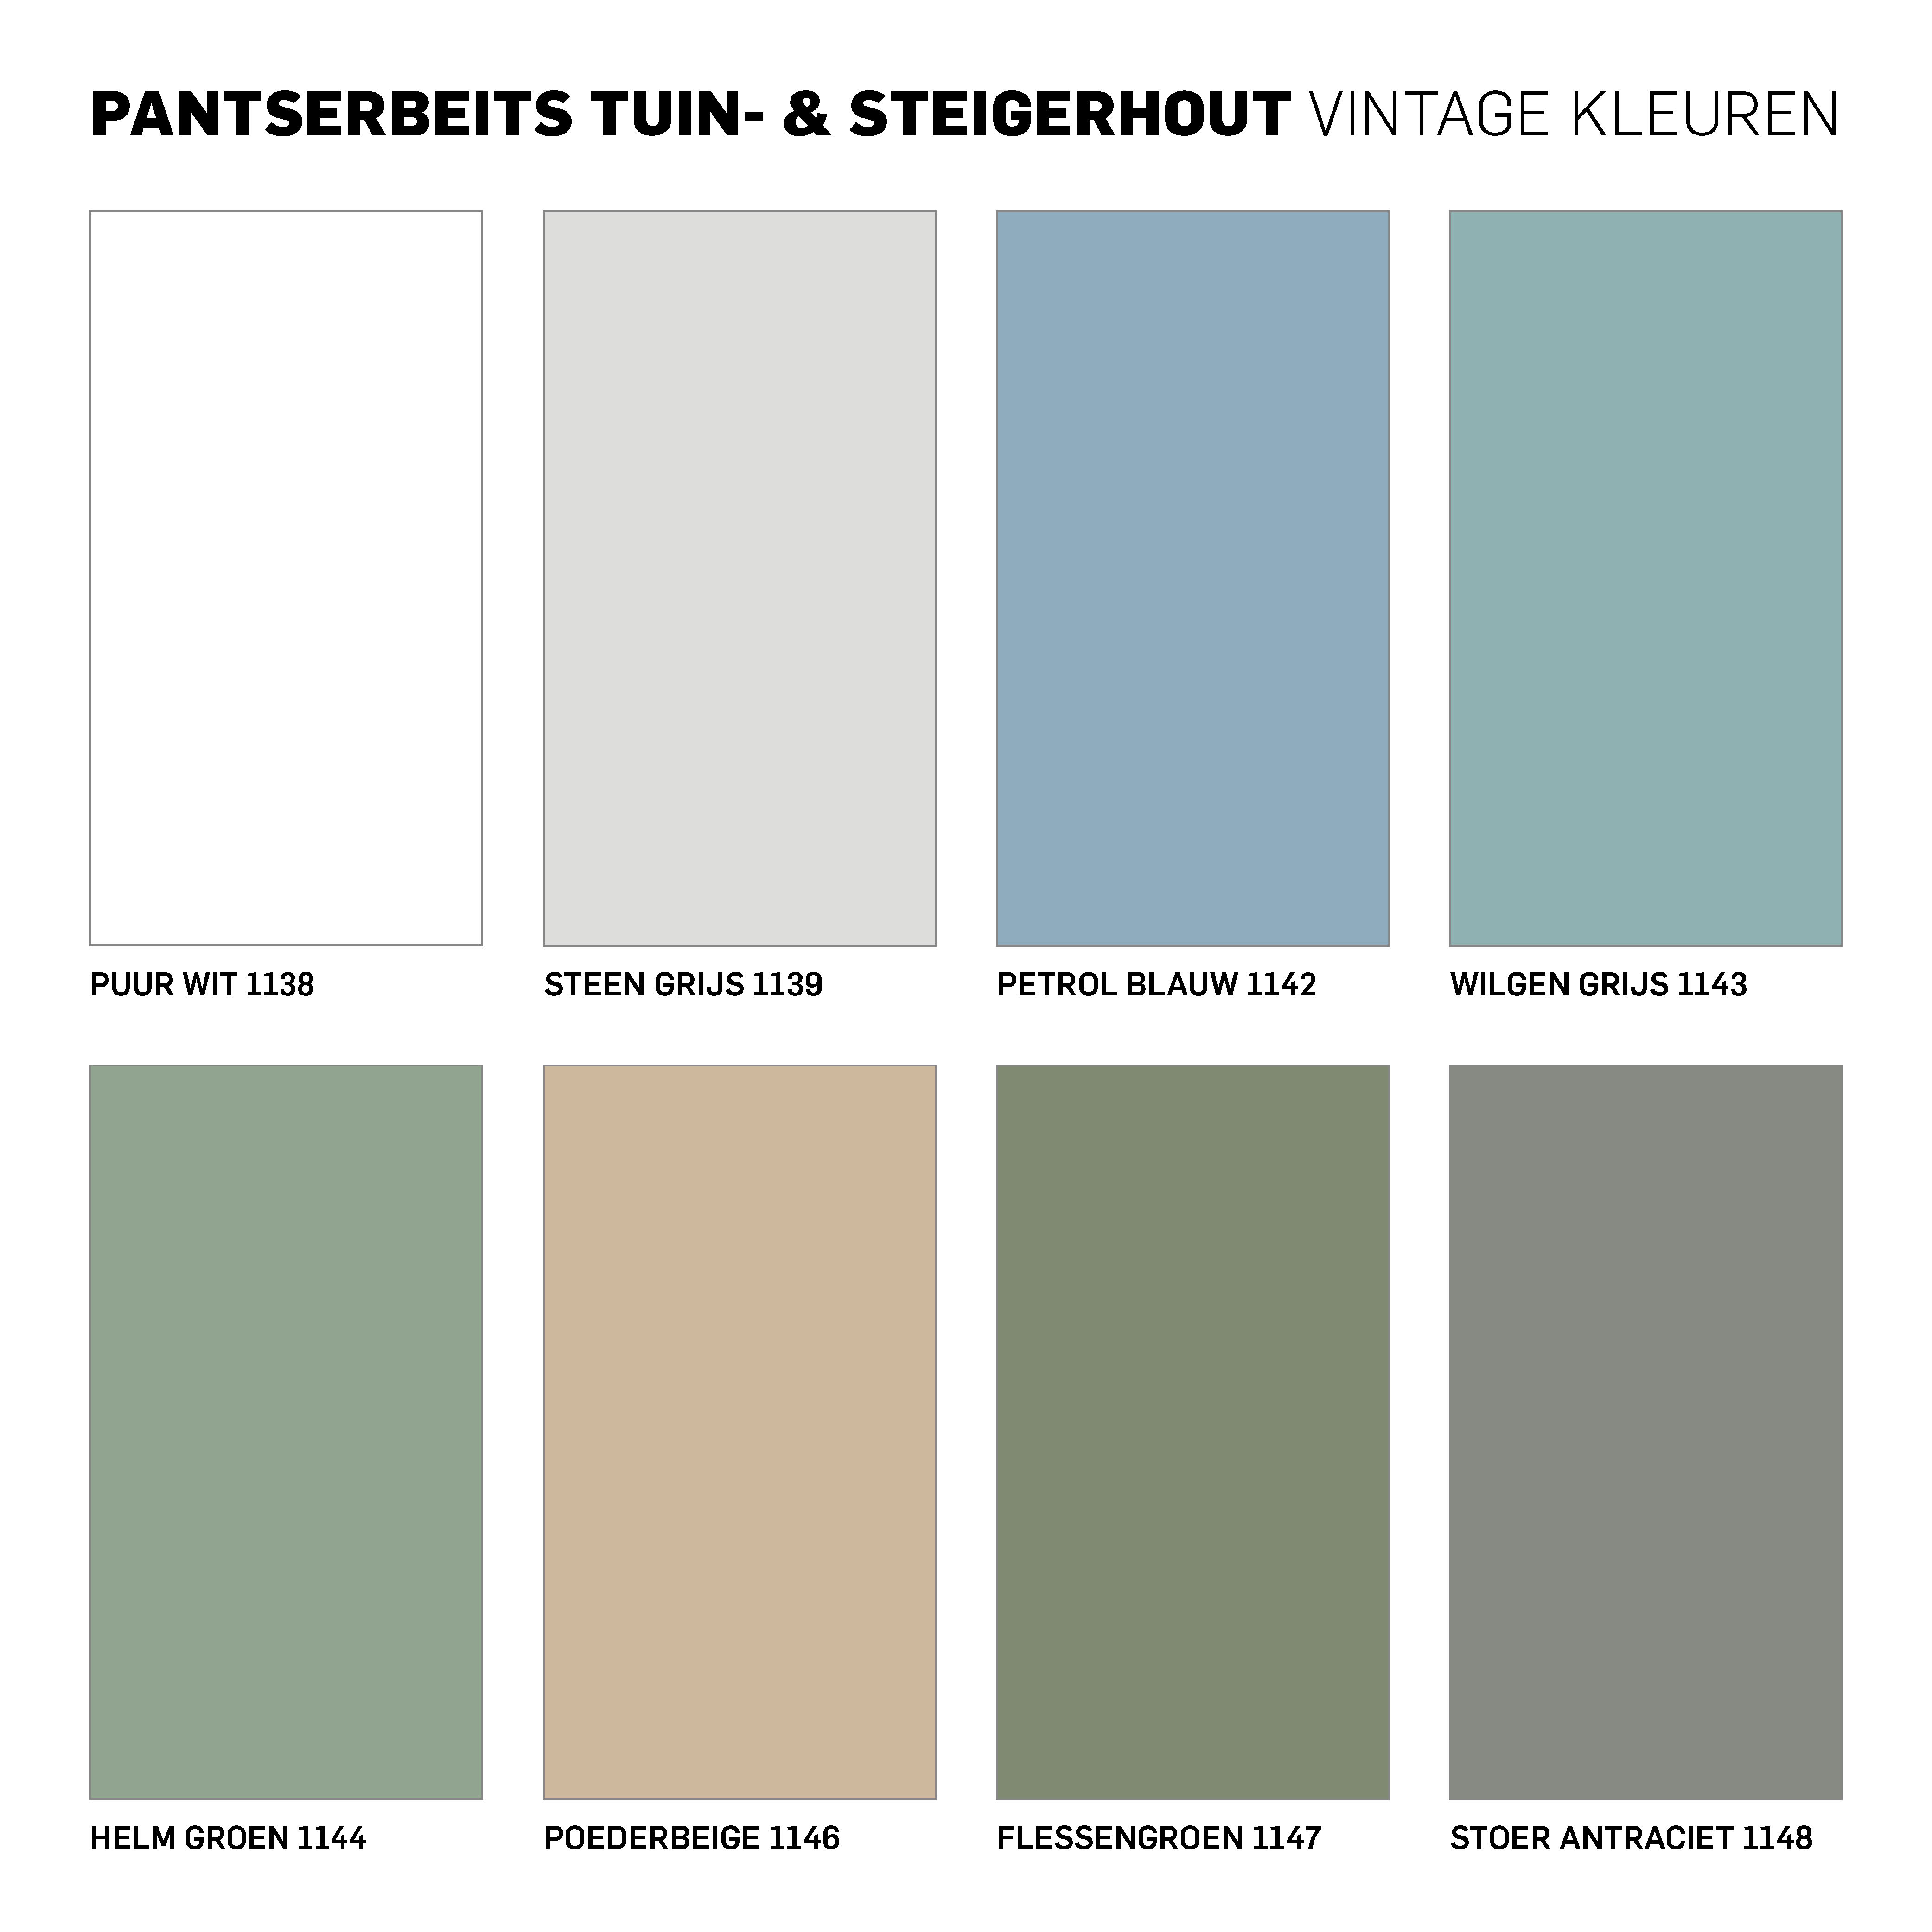 PANTSERBEITS TUIN- & STEIGERHOUT VINTAGE KLEUREN
PUUR WIT 1138
STEEN GRIJS 1139
PETROL BLAUW 1142
WILGEN GRIJS 1143
HELM GROEN 1144
POEDERBEIGE 1146
FLESSENGROEN 1147
STOER ANTRACIET 1148